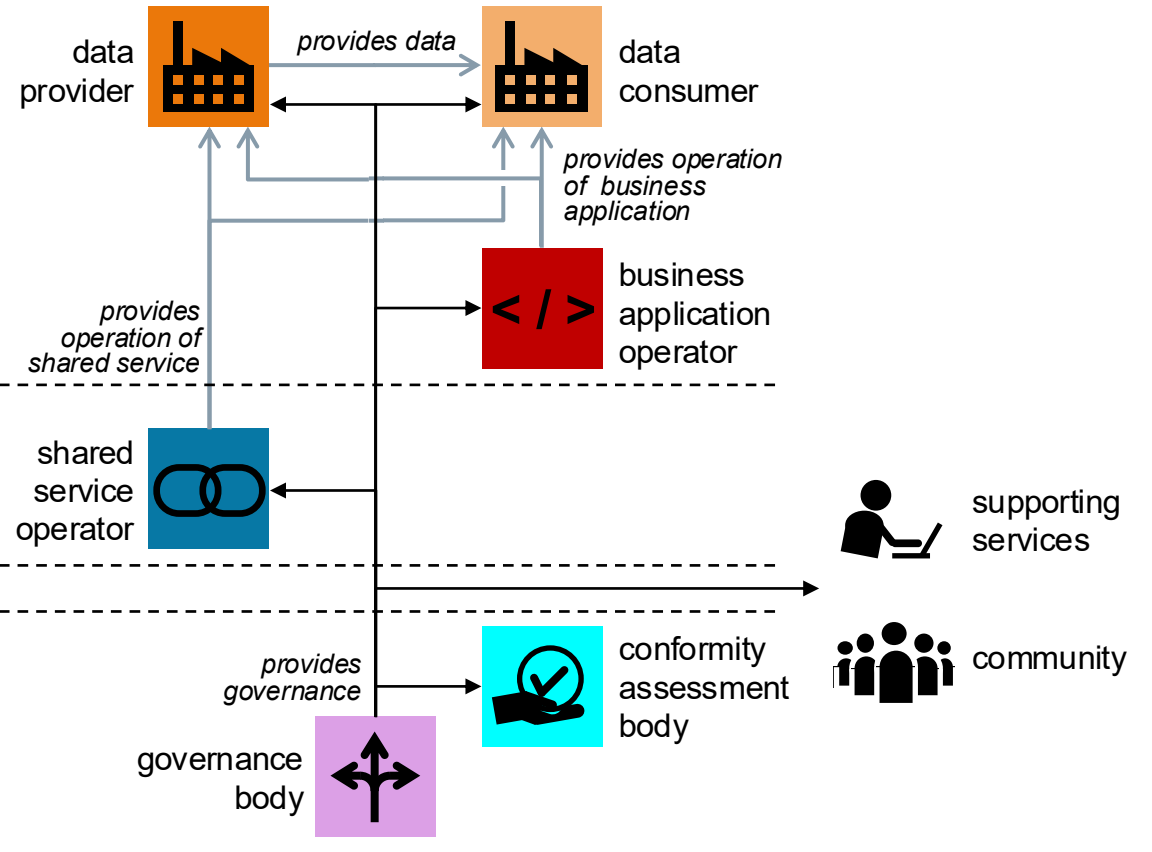 data
provider
provides data
data
consumer
provides operation
of business
application
business
application
operator
< / >
provides
operation of
shared service
shared
service
operator
supporting
services
community
provides
governance
conformity
assessment
body
governance
body